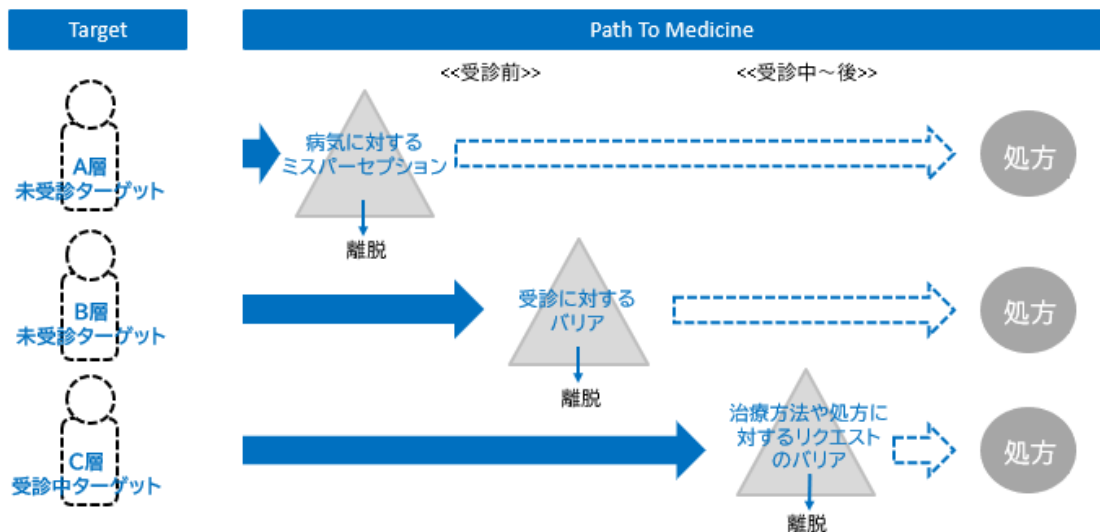 Target
Path To Medicine
<<受診前>>
<<受診中～後>>
A層
未受診ターゲット
病気に対する
ミスパーセプション
離脱
処方
B層
未受診ターゲット
受診に対する
バリア
離脱
処方
C層
受診中ターゲット
治療方法や処方に
対するリクエスト
のバリア
離脱
処方